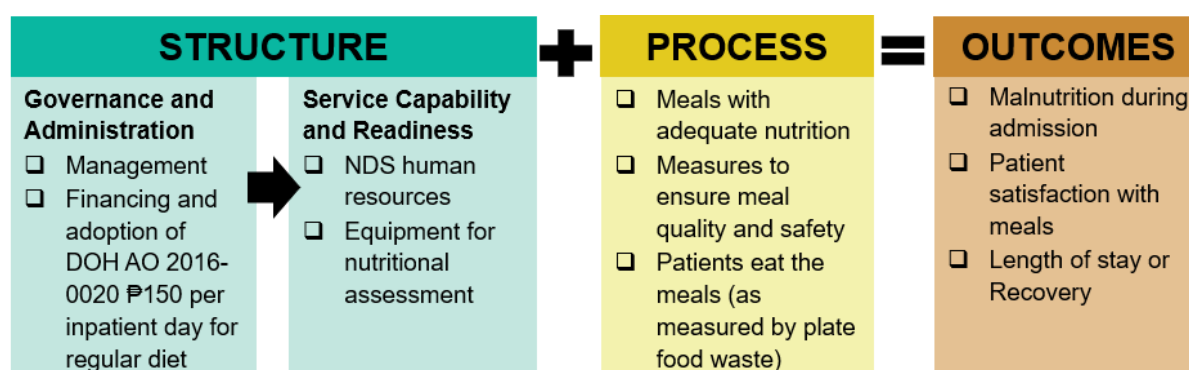 STRUCTURE
Governance and
Administration
❑ Management
❑ Financing and
adoption of
DOH AO 2016-
0020 ₱150 per
inpatient day for
regular diet
Service Capability
and Readiness
❑ NDS human
resources
❑ Equipment for
nutritional
assessment
+
PROCESS
❑ Meals with
adequate nutrition
❑ Measures to
ensure meal
quality and safety
❑ Patients eat the
meals (as
measured by plate
food waste)
=
OUTCOMES
❑ Malnutrition during
admission
❑ Patient
satisfaction with
meals
❑ Length of stay or
Recovery